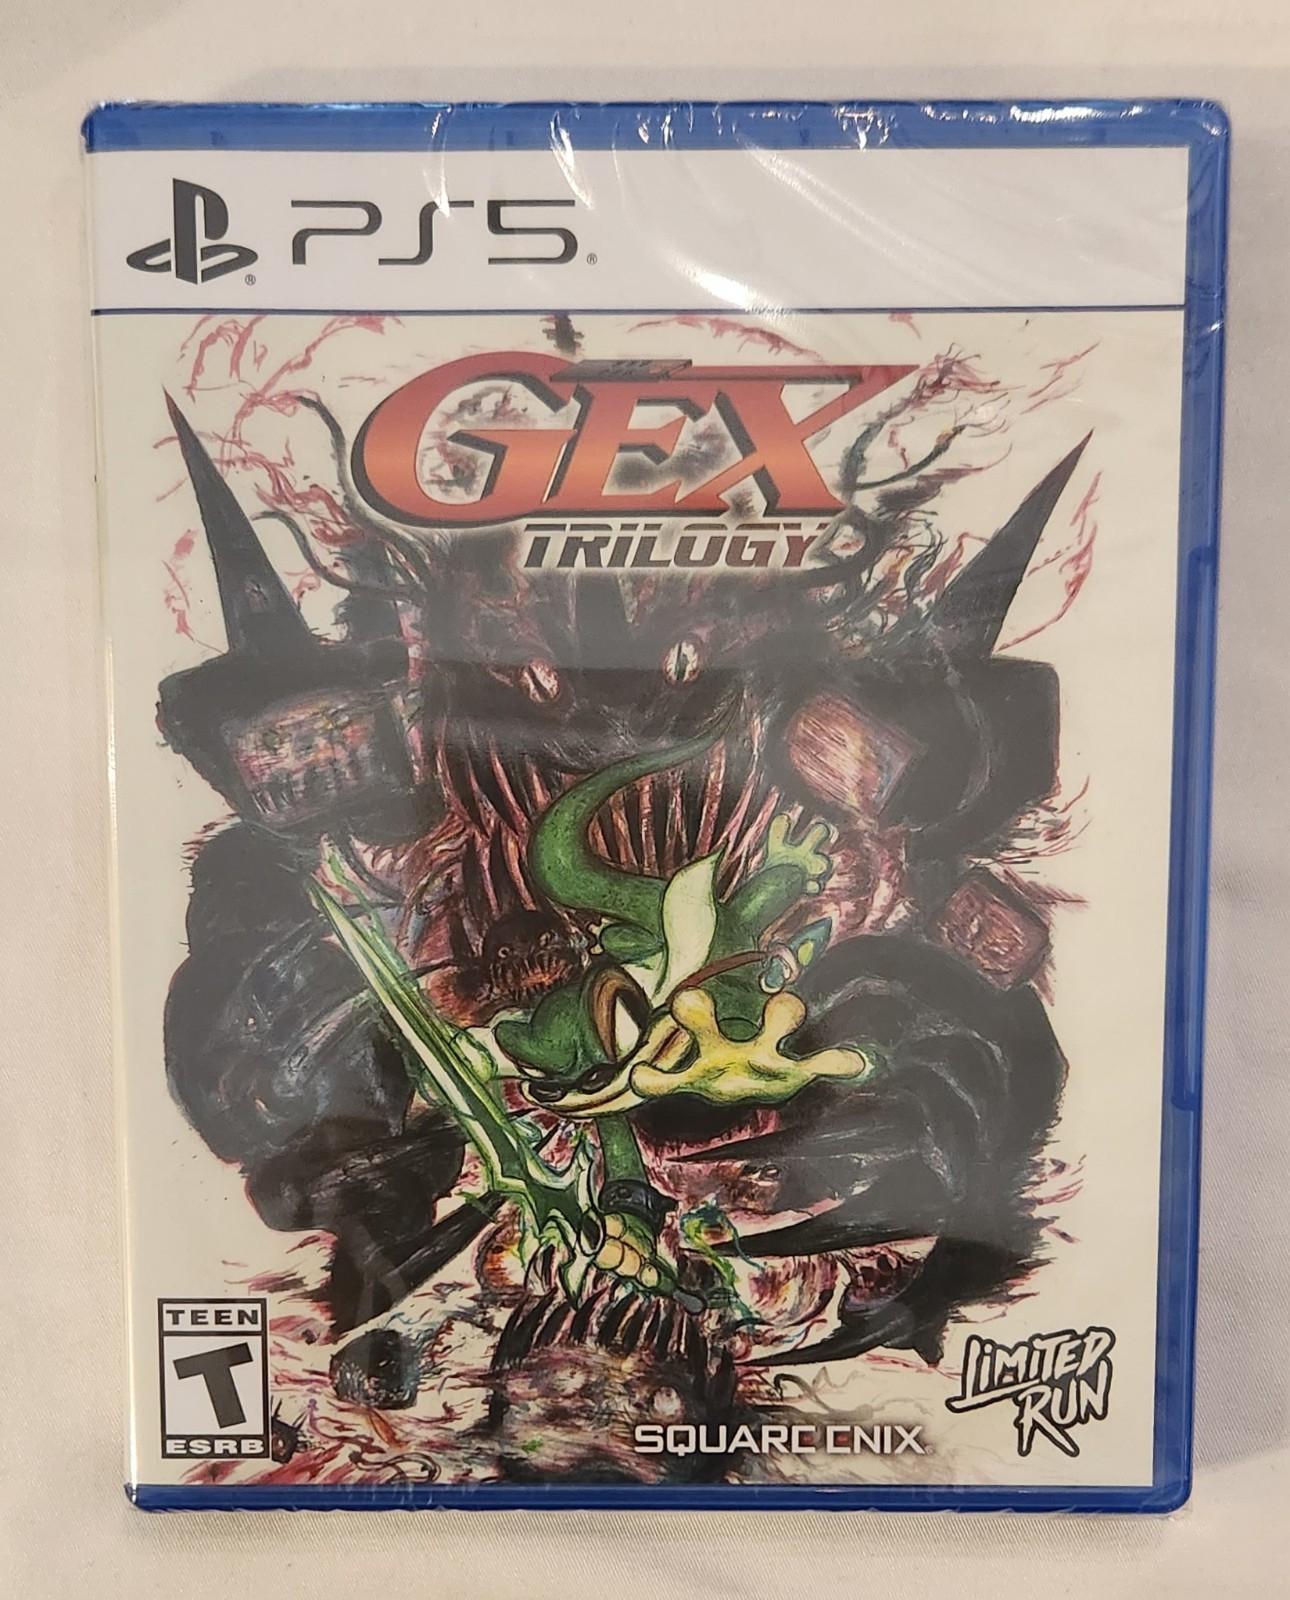 PS5®
GEX
TRILOGY
TEEN
T
ESRB
SQUARE ENIX®
LiMiTED
RUN